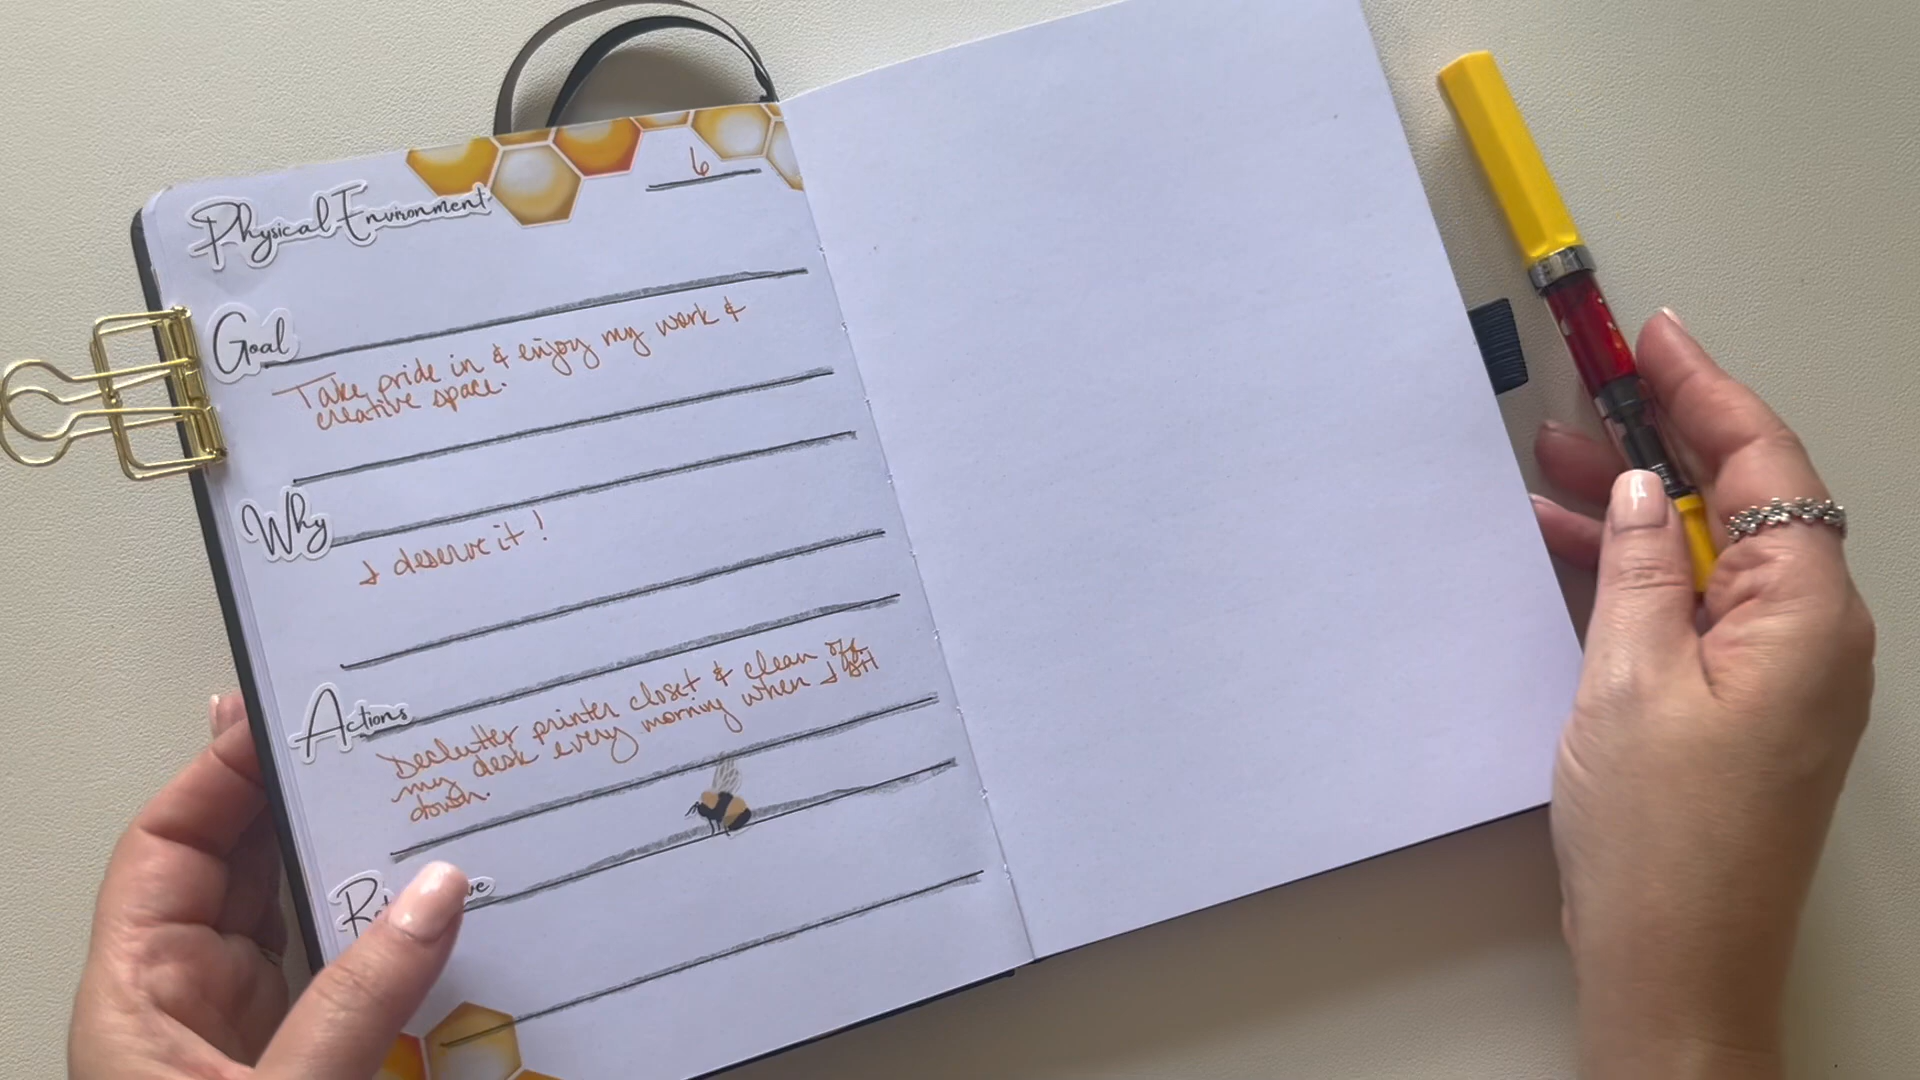 6
Physical Environment
Goal
Take pride in & enjoy my work &
creative space.
Why
I deserve it!
Actions
Declutter printer closet & clean off
my desk every morning when I sit
down.